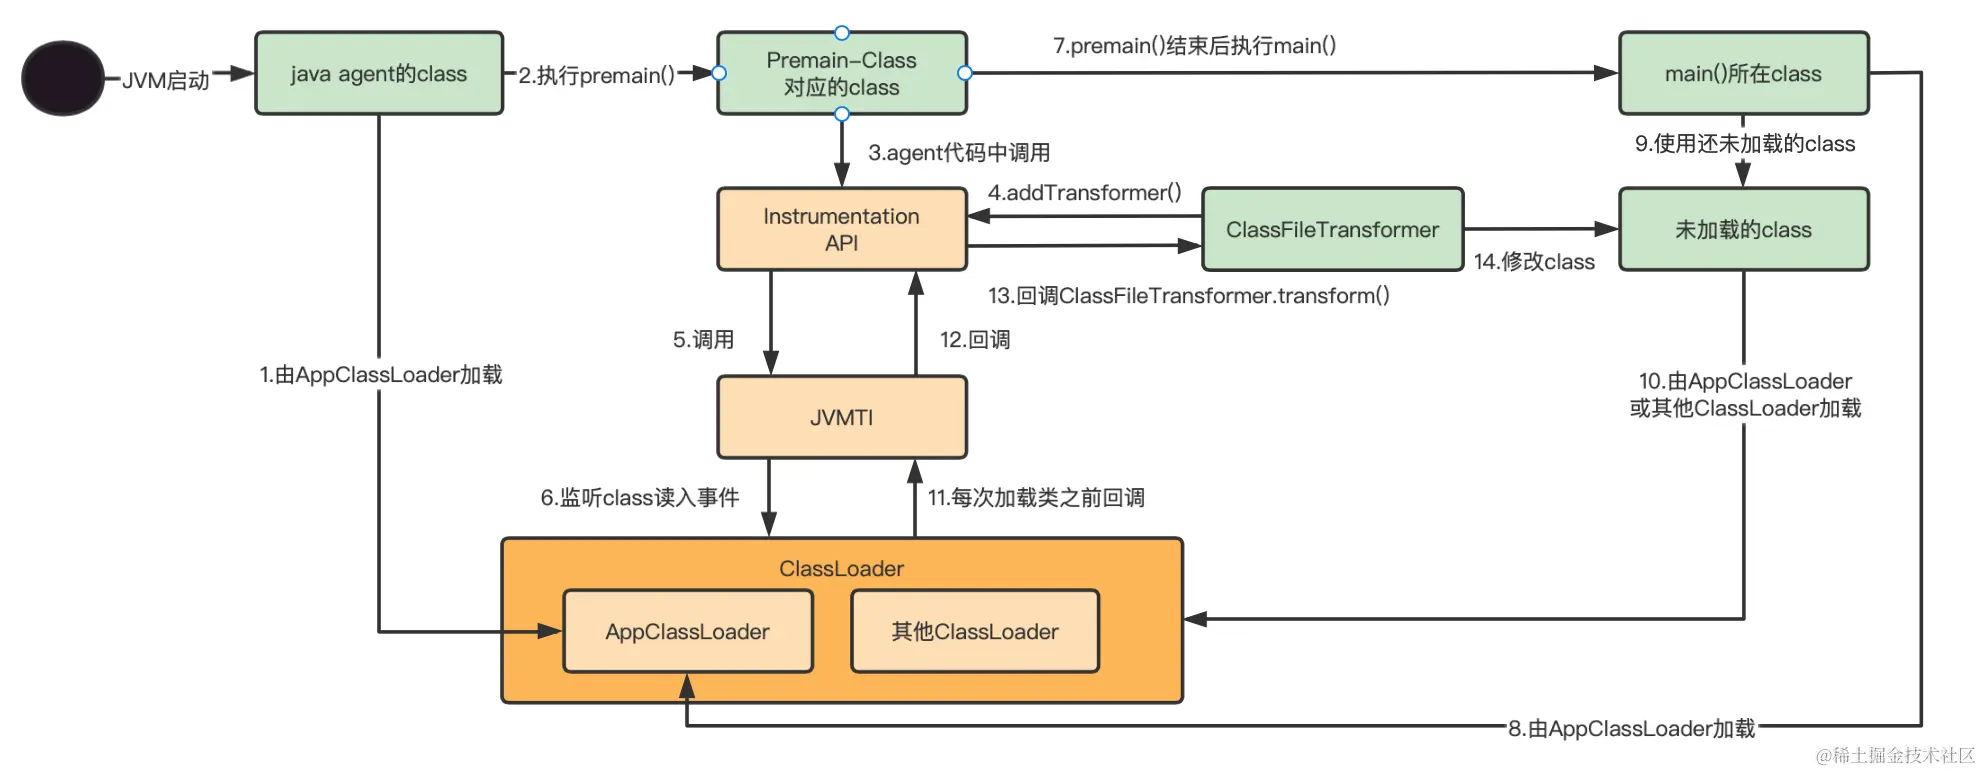 JVM启动
java agent的class
2.执行premain()
Premain-Class
对应的class
7.premain()结束后执行main()
main()所在class
3.agent代码中调用
9.使用还未加载的class
Instrumentation
API
4.addTransformer()
ClassFileTransformer
未加载的class
14.修改class
13.回调ClassFileTransformer.transform()
5.调用
12.回调
1.由AppClassLoader加载
10.由AppClassLoader
或其他ClassLoader加载
JVMTI
6.监听class读入事件
11.每次加载类之前回调
ClassLoader
AppClassLoader
其他ClassLoader
8.由AppClassLoader加载
@稀土掘金技术社区